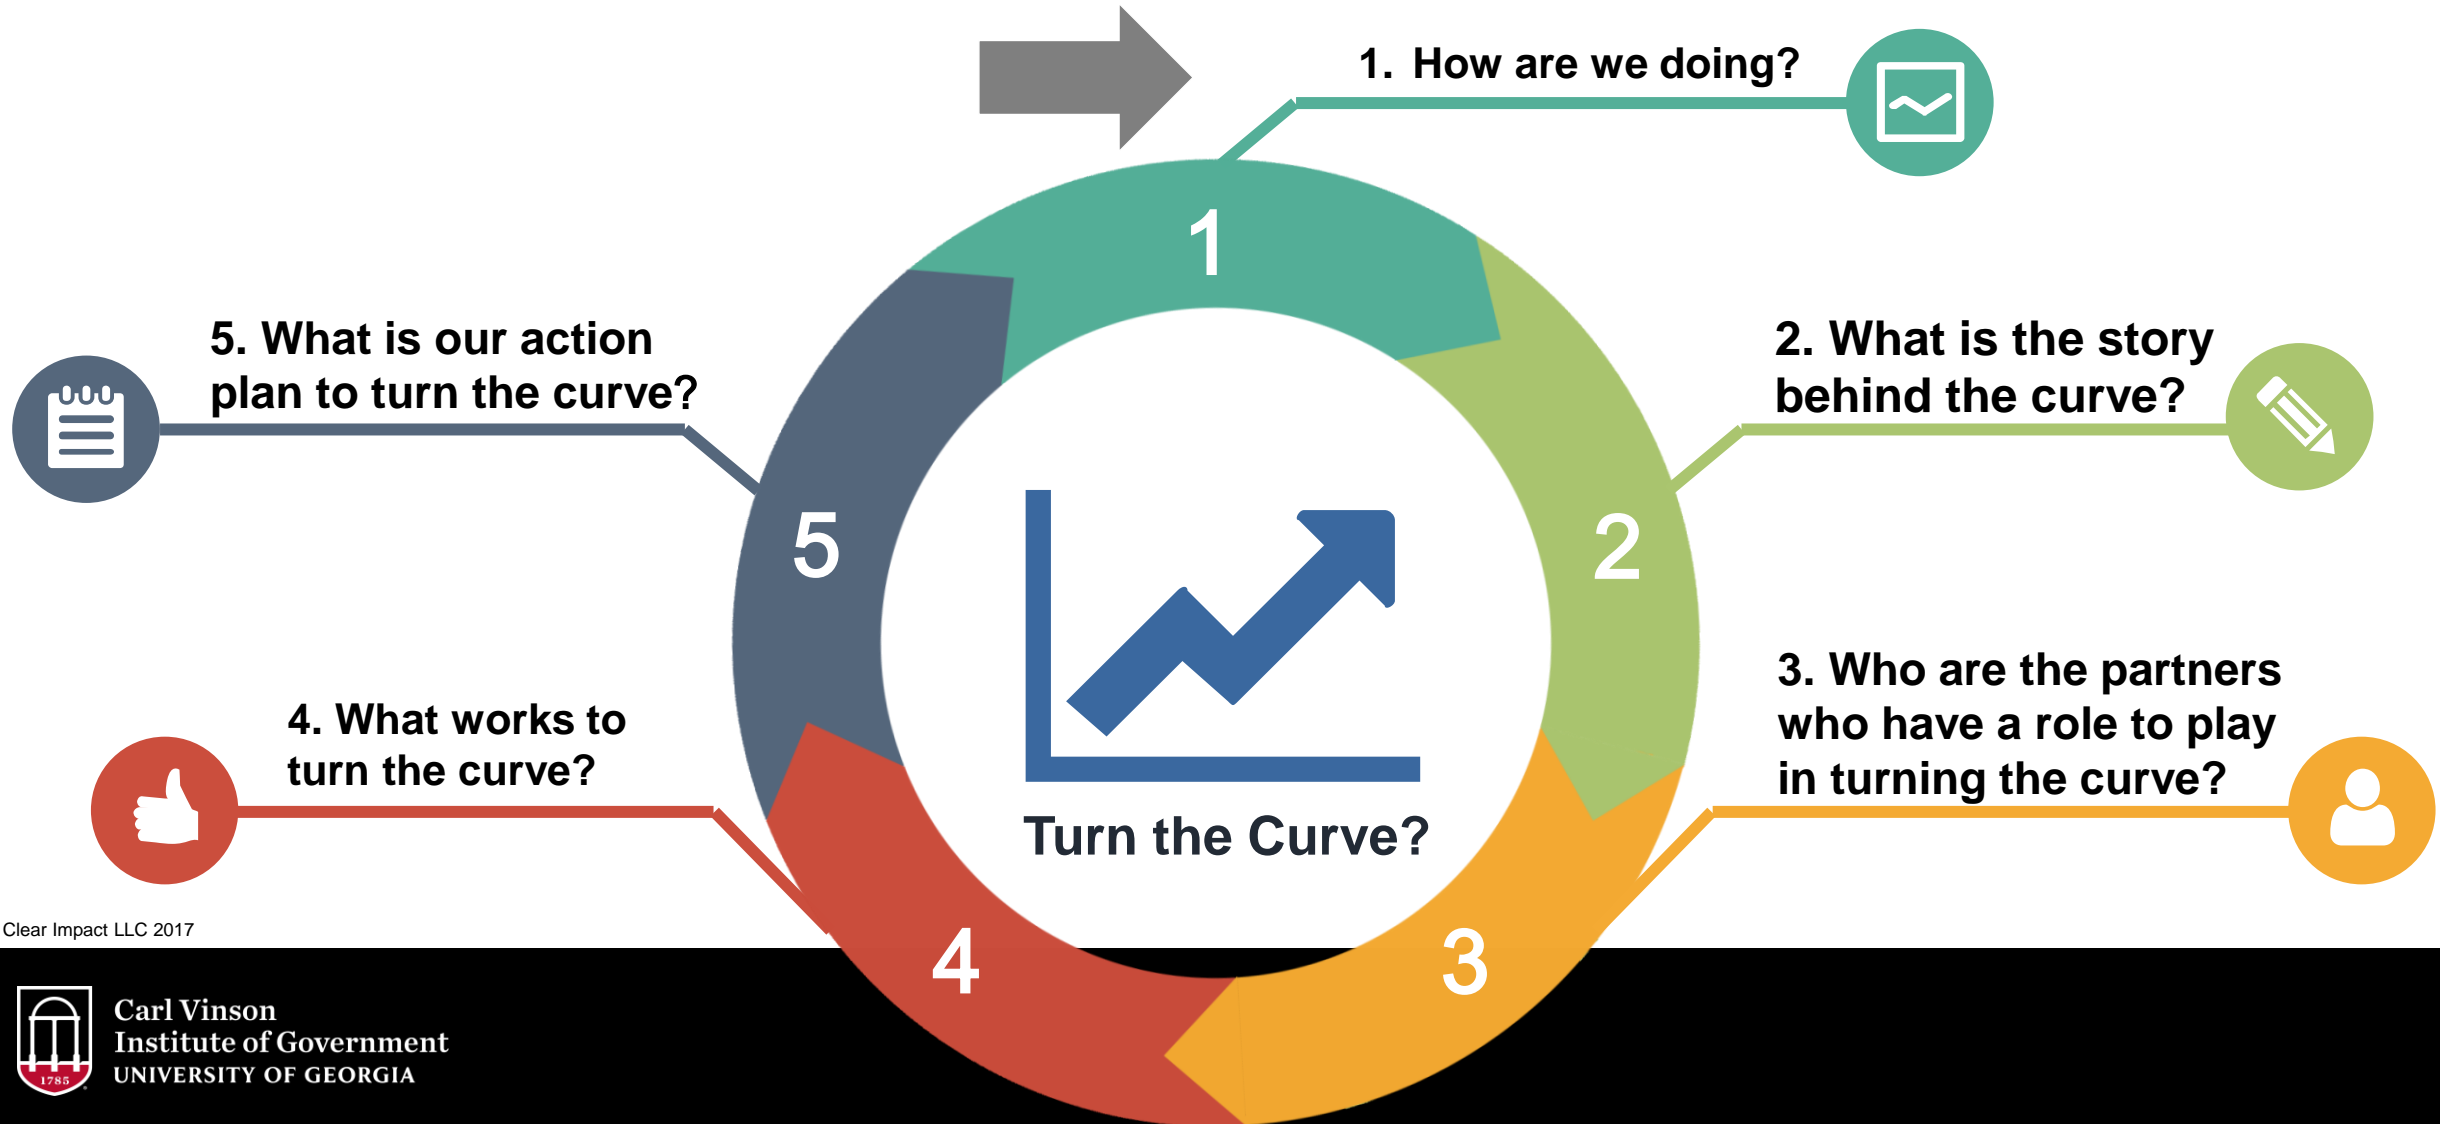 1. How are we doing?
1
5. What is our action
plan to turn the curve?
2. What is the story
behind the curve?
5
2
3. Who are the partners
who have a role to play
in turning the curve?
4. What works to
turn the curve?
Turn the Curve?
Clear Impact LLC 2017
4
3
Carl Vinson
Institute of Government
UNIVERSITY OF GEORGIA
1785